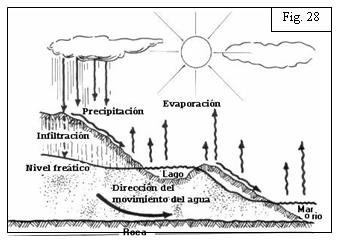 Fig. 28
Precipitación
Evaporación
Infiltración
Nivel freático
Lago
Dirección del
movimiento del agua
Mar
o río
Roca